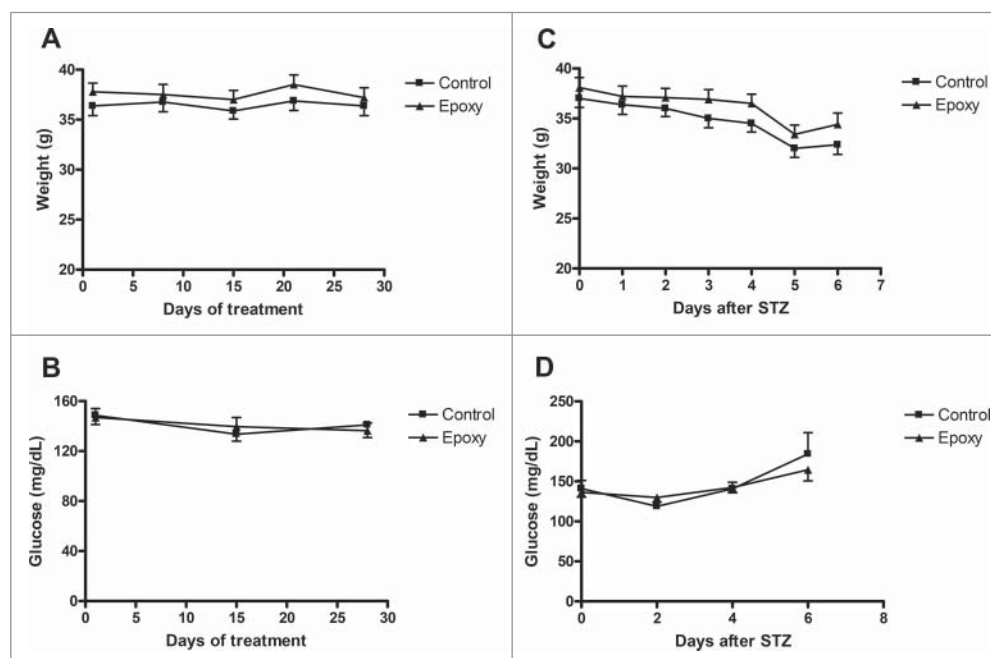 A
40
35
30
25
20
Weight (g)
0 5 10 15 20 25 30
Days of treatment
Control
Epoxy
C
40
35
30
25
20
Weight (g)
0 1 2 3 4 5 6 7
Days after STZ
Control
Epoxy
B
160
120
80
40
0
Glucose (mg/dL)
0 5 10 15 20 25 30
Days of treatment
Control
Epoxy
D
250
200
150
100
50
0
Glucose (mg/dL)
0 2 4 6 8
Days after STZ
Control
Epoxy